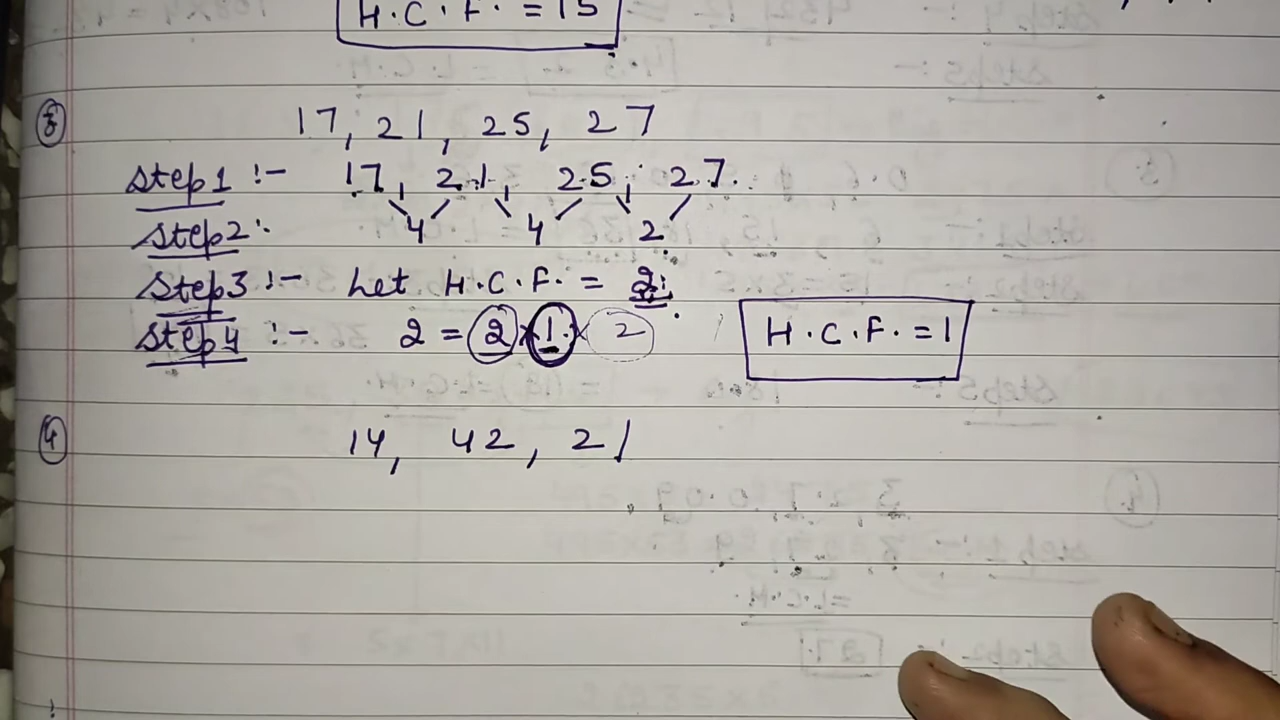 H.C.F. = 15
17, 21, 25, 27
Step1 :- 17, 21, 25, 27.
Step2: 4 4 2
Step3 :- Let H.C.F. = 2
Step4 :- 2 = 2 × 1 × 2
H.C.F. = 1
4 14, 42, 21